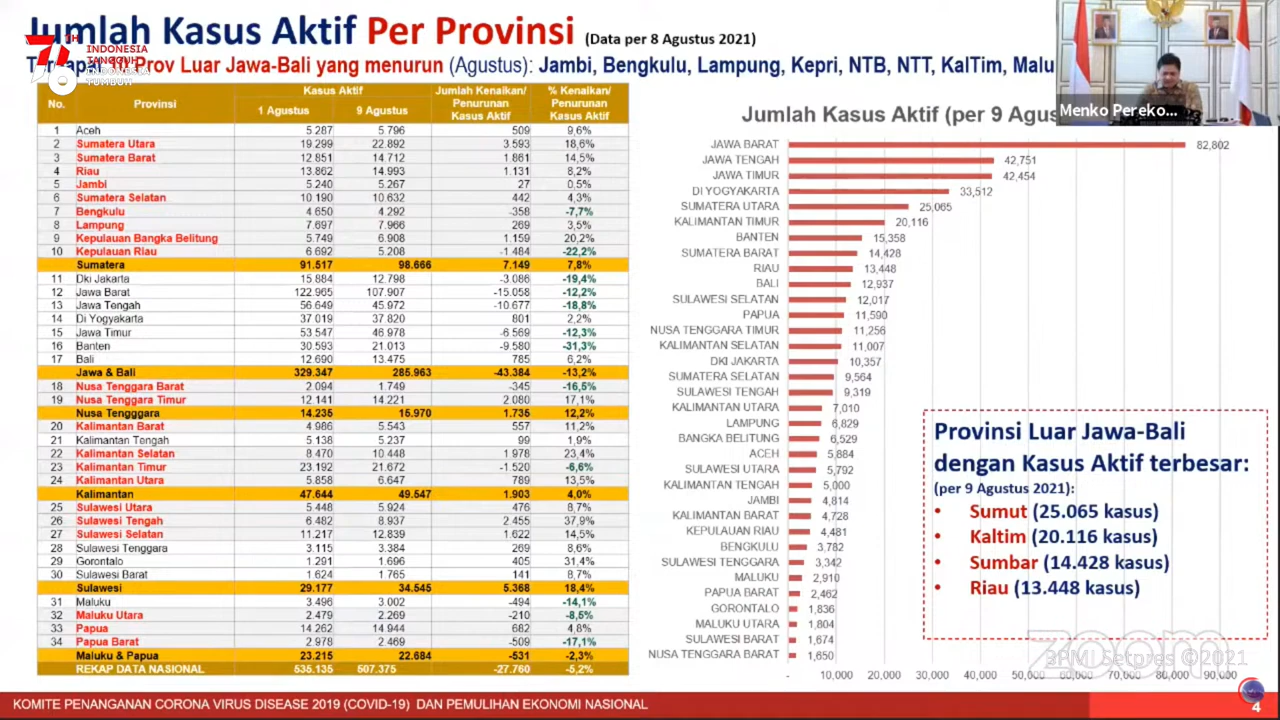 Jumlah Kasus Aktif Per Provinsi (Data per 8 Agustus 2021)
TH
INDONESIA
TANGGUH
INDONESIA
TUMBUH
10 Prov Luar Jawa-Bali yang menurun (Agustus): Jambi, Bengkulu, Lampung, Kepri, NTB, NTT, KalTim, Malu
Menko Pereko...
No. Provinsi Kasus Aktif Jumlah Kenaikan/ Penurunan Kasus Aktif % Kenaikan/ Penurunan Kasus Aktif
1 Agustus 9 Agustus
1 Aceh 5.287 5.796 509 9,6%
2 Sumatera Utara 19.299 22.892 3.593 18,6%
3 Sumatera Barat 12.851 14.712 1.861 14,5%
4 Riau 13.862 14.993 1.131 8,2%
5 Jambi 5.240 5.267 27 0,5%
6 Sumatera Selatan 10.190 10.632 442 4,3%
7 Bengkulu 4.650 4.292 -358 -7,7%
8 Lampung 7.697 7.966 269 3,5%
9 Kepulauan Bangka Belitung 5.749 6.908 1.159 20,2%
10 Kepulauan Riau 6.692 5.208 -1.484 -22,2%
Sumatera 91.517 98.666 7.149 7,8%
11 Dki Jakarta 15.884 12.798 -3.086 -19,4%
12 Jawa Barat 122.965 107.907 -15.058 -12,2%
13 Jawa Tengah 56.649 45.972 -10.677 -18,8%
14 Di Yogyakarta 37.019 37.820 801 2,2%
15 Jawa Timur 53.547 46.978 -6.569 -12,3%
16 Banten 30.593 21.013 -9.580 -31,3%
17 Bali 12.690 13.475 785 6,2%
Jawa & Bali 329.347 285.963 -43.384 -13,2%
18 Nusa Tenggara Barat 2.094 1.749 -345 -16,5%
19 Nusa Tenggara Timur 12.141 14.221 2.080 17,1%
Nusa Tengggara 14.235 15.970 1.735 12,2%
20 Kalimantan Barat 4.986 5.543 557 11,2%
21 Kalimantan Tengah 5.138 5.237 99 1,9%
22 Kalimantan Selatan 8.470 10.448 1.978 23,4%
23 Kalimantan Timur 23.192 21.672 -1.520 -6,6%
24 Kalimantan Utara 5.858 6.647 789 13,5%
Kalimantan 47.644 49.547 1.903 4,0%
25 Sulawesi Utara 5.448 5.924 476 8,7%
26 Sulawesi Tengah 6.482 8.937 2.455 37,9%
27 Sulawesi Selatan 11.217 12.839 1.622 14,5%
28 Sulawesi Tenggara 3.115 3.384 269 8,6%
29 Gorontalo 1.291 1.696 405 31,4%
30 Sulawesi Barat 1.624 1.765 141 8,7%
Sulawesi 29.177 34.545 5.368 18,4%
31 Maluku 3.496 3.002 -494 -14,1%
32 Maluku Utara 2.479 2.269 -210 -8,5%
33 Papua 14.262 14.944 682 4,8%
34 Papua Barat 2.978 2.469 -509 -17,1%
Maluku & Papua 23.215 22.684 -531 -2,3%
REKAP DATA NASIONAL 535.135 507.375 -27.760 -5,2%
Jumlah Kasus Aktif (per 9 Agus
JAWA BARAT 82,802
JAWA TENGAH 42,751
JAWA TIMUR 42,454
DI YOGYAKARTA 33,512
SUMATERA UTARA 25,065
KALIMANTAN TIMUR 20,116
BANTEN 15,358
SUMATERA BARAT 14,428
RIAU 13,448
BALI 12,937
SULAWESI SELATAN 12,017
PAPUA 11,590
NUSA TENGGARA TIMUR 11,256
KALIMANTAN SELATAN 11,007
DKI JAKARTA 10,357
SUMATERA SELATAN 9,564
SULAWESI TENGAH 9,319
KALIMANTAN UTARA 7,010
LAMPUNG 6,829
BANGKA BELITUNG 6,529
ACEH 5,884
SULAWESI UTARA 5,792
KALIMANTAN TENGAH 5,000
JAMBI 4,814
KALIMANTAN BARAT 4,728
KEPULAUAN RIAU 4,481
BENGKULU 3,782
SULAWESI TENGGARA 3,342
MALUKU 2,910
PAPUA BARAT 2,462
GORONTALO 1,836
MALUKU UTARA 1,804
SULAWESI BARAT 1,674
NUSA TENGGARA BARAT 1,650
- 10,000 20,000 30,000 40,000 50,000 60,000 70,000 80,000 90,000
Provinsi Luar Jawa-Bali
dengan Kasus Aktif terbesar:
(per 9 Agustus 2021):
• Sumut (25.065 kasus)
• Kaltim (20.116 kasus)
• Sumbar (14.428 kasus)
• Riau (13.448 kasus)
zoom
BPMI Setpres ©2021
KOMITE PENANGANAN CORONA VIRUS DISEASE 2019 (COVID-19) DAN PEMULIHAN EKONOMI NASIONAL
4